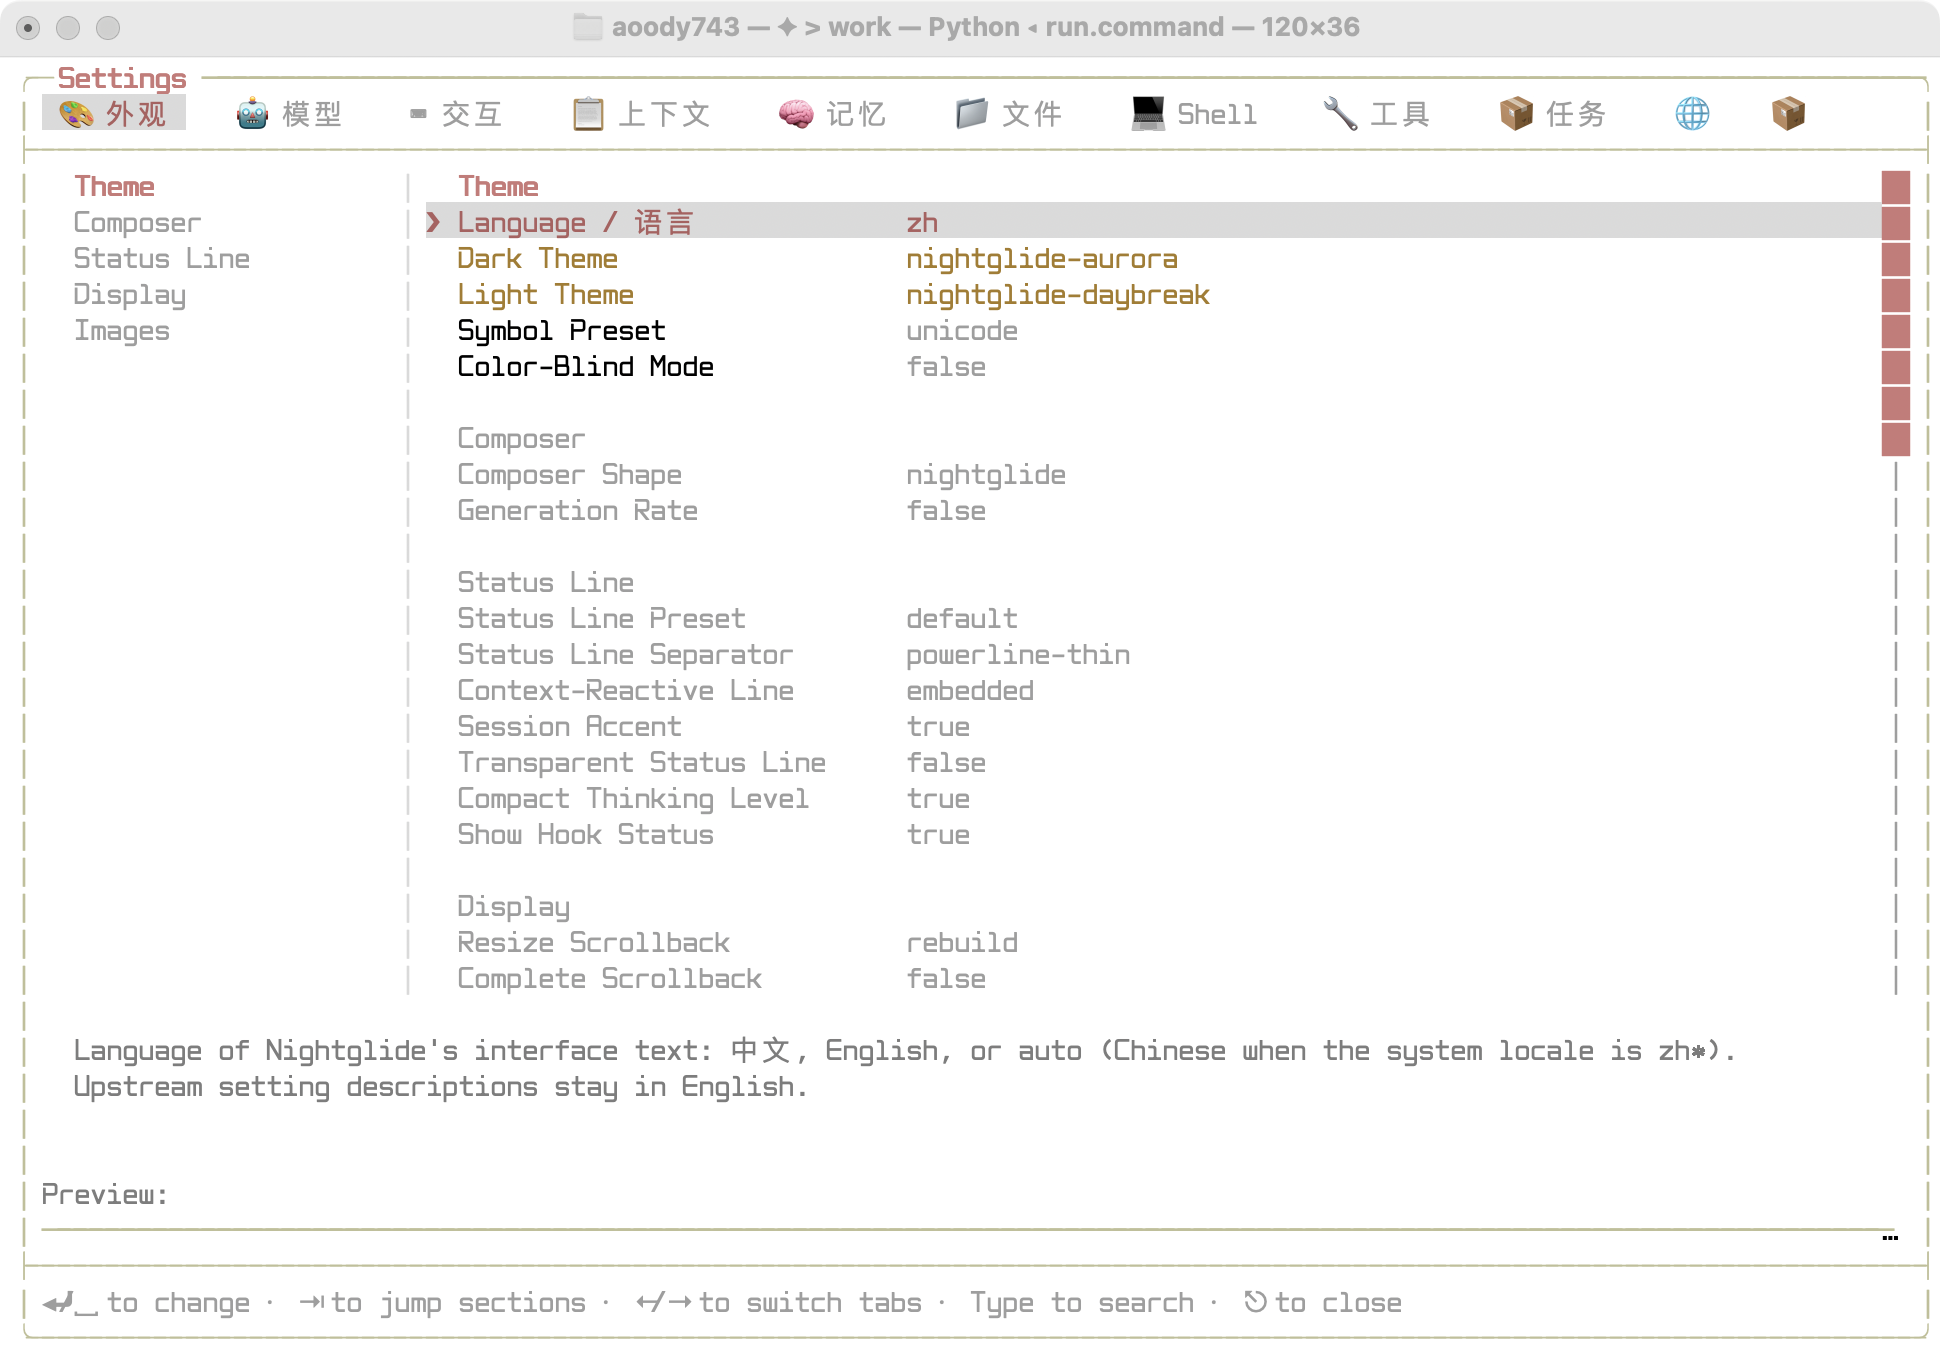 aoody743 — ✦ > work — Python ◂ run.command — 120×36
Settings
🎨 外观 🤖 模型 ⌨ 交互 📋 上下文 🧠 记忆 📁 文件 💻 Shell 🔧 工具 📦 任务 🌐 📦
Theme
Composer
Status Line
Display
Images
Theme
❯ Language / 语言 zh
Dark Theme nightglide-aurora
Light Theme nightglide-daybreak
Symbol Preset unicode
Color-Blind Mode false
Composer
Composer Shape nightglide
Generation Rate false
Status Line
Status Line Preset default
Status Line Separator powerline-thin
Context-Reactive Line embedded
Session Accent true
Transparent Status Line false
Compact Thinking Level true
Show Hook Status true
Display
Resize Scrollback rebuild
Complete Scrollback false
Language of Nightglide's interface text: 中文, English, or auto (Chinese when the system locale is zh*).
Upstream setting descriptions stay in English.
Preview:
…
to change · ⇥ to jump sections · ←/→ to switch tabs · Type to search · ⎋ to close